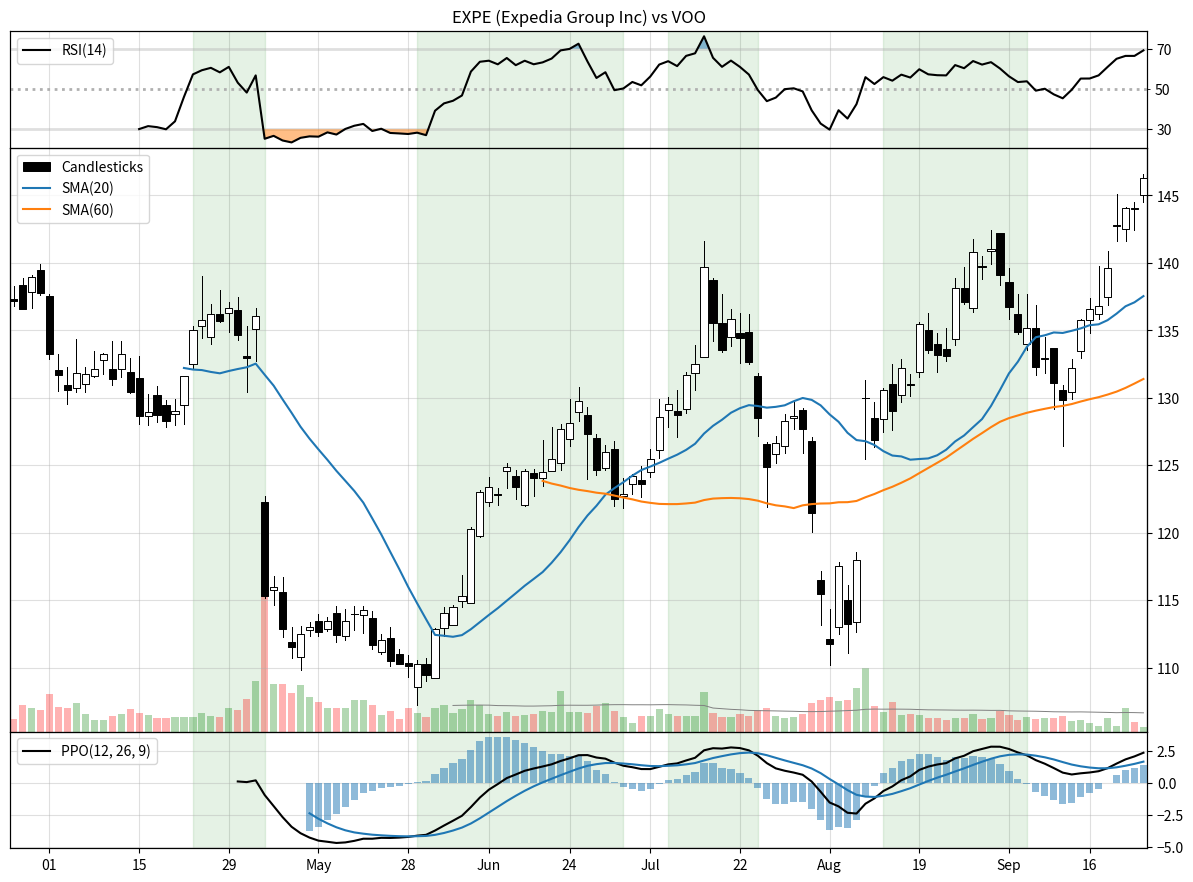 EXPE (Expedia Group Inc) vs VOO
RSI(14)
70
50
30
Candlesticks
SMA(20)
SMA(60)
145
140
135
130
125
120
115
110
PPO(12, 26, 9)
2.5
0.0
−2.5
−5.0
01 15 29 May 28 Jun 24 Jul 22 Aug 19 Sep 16